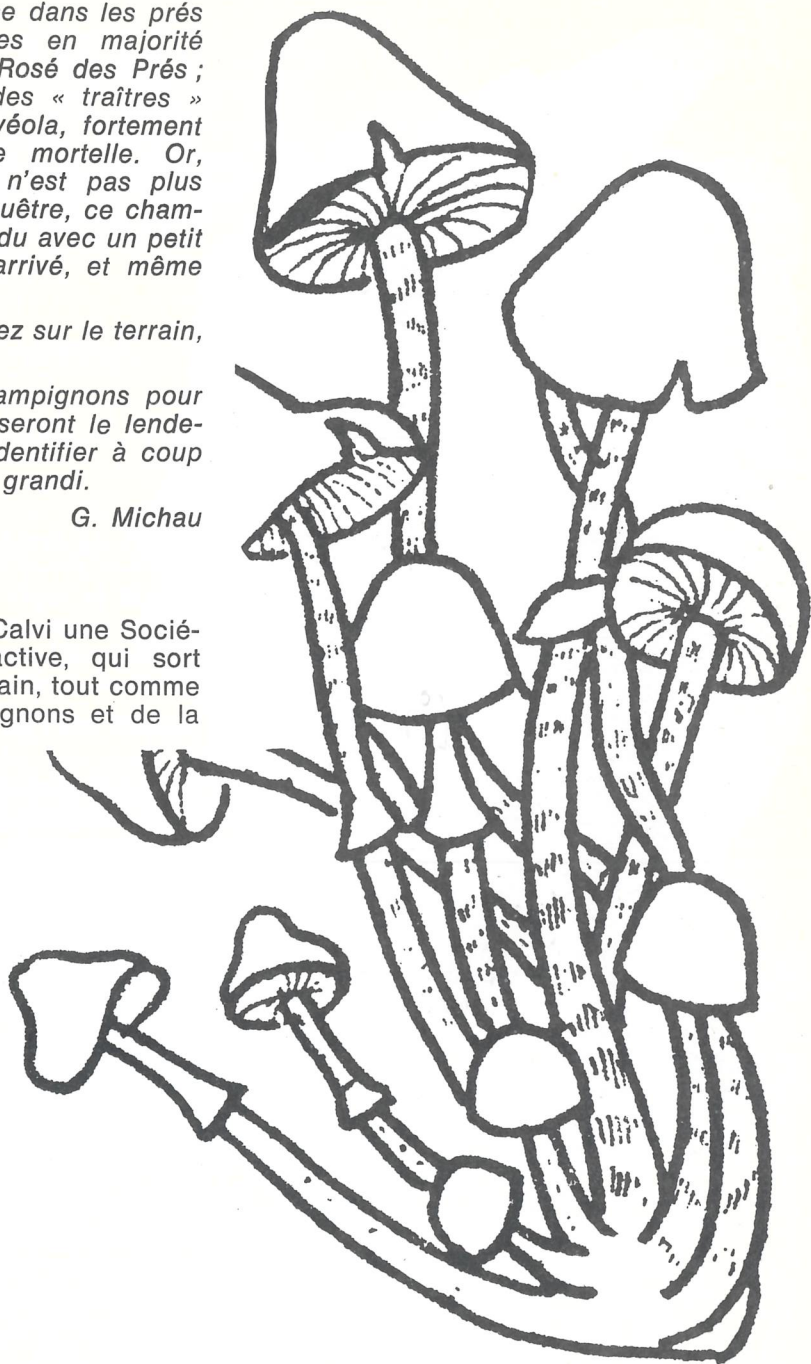 e dans les prés
es en majorité
Rosé des Prés ;
des « traîtres »
véola, fortement
e mortelle. Or,
n'est pas plus
uêtre, ce cham-
du avec un petit
arrivé, et même
ez sur le terrain,
ampignons pour
seront le lende-
dentifier à coup
grandi.
G. Michau
Calvi une Socié-
active, qui sort
ain, tout comme
gnons et de la